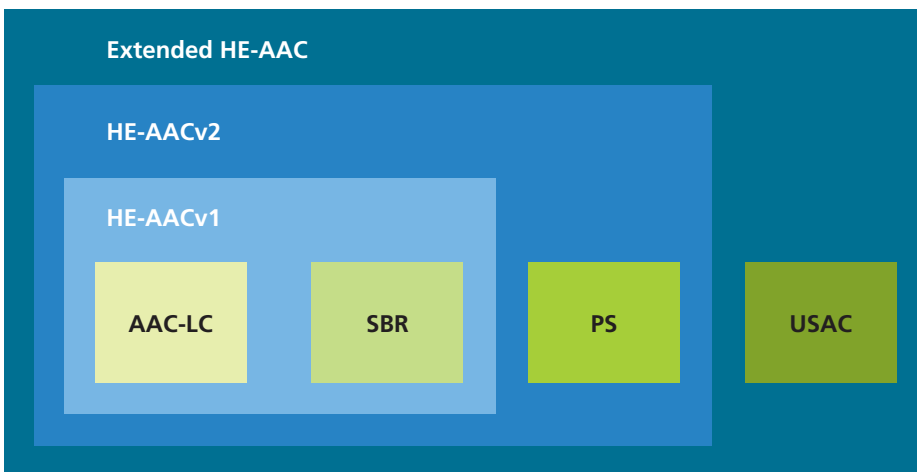 Extended HE-AAC
HE-AACv2
HE-AACv1
AAC-LC
SBR
PS
USAC